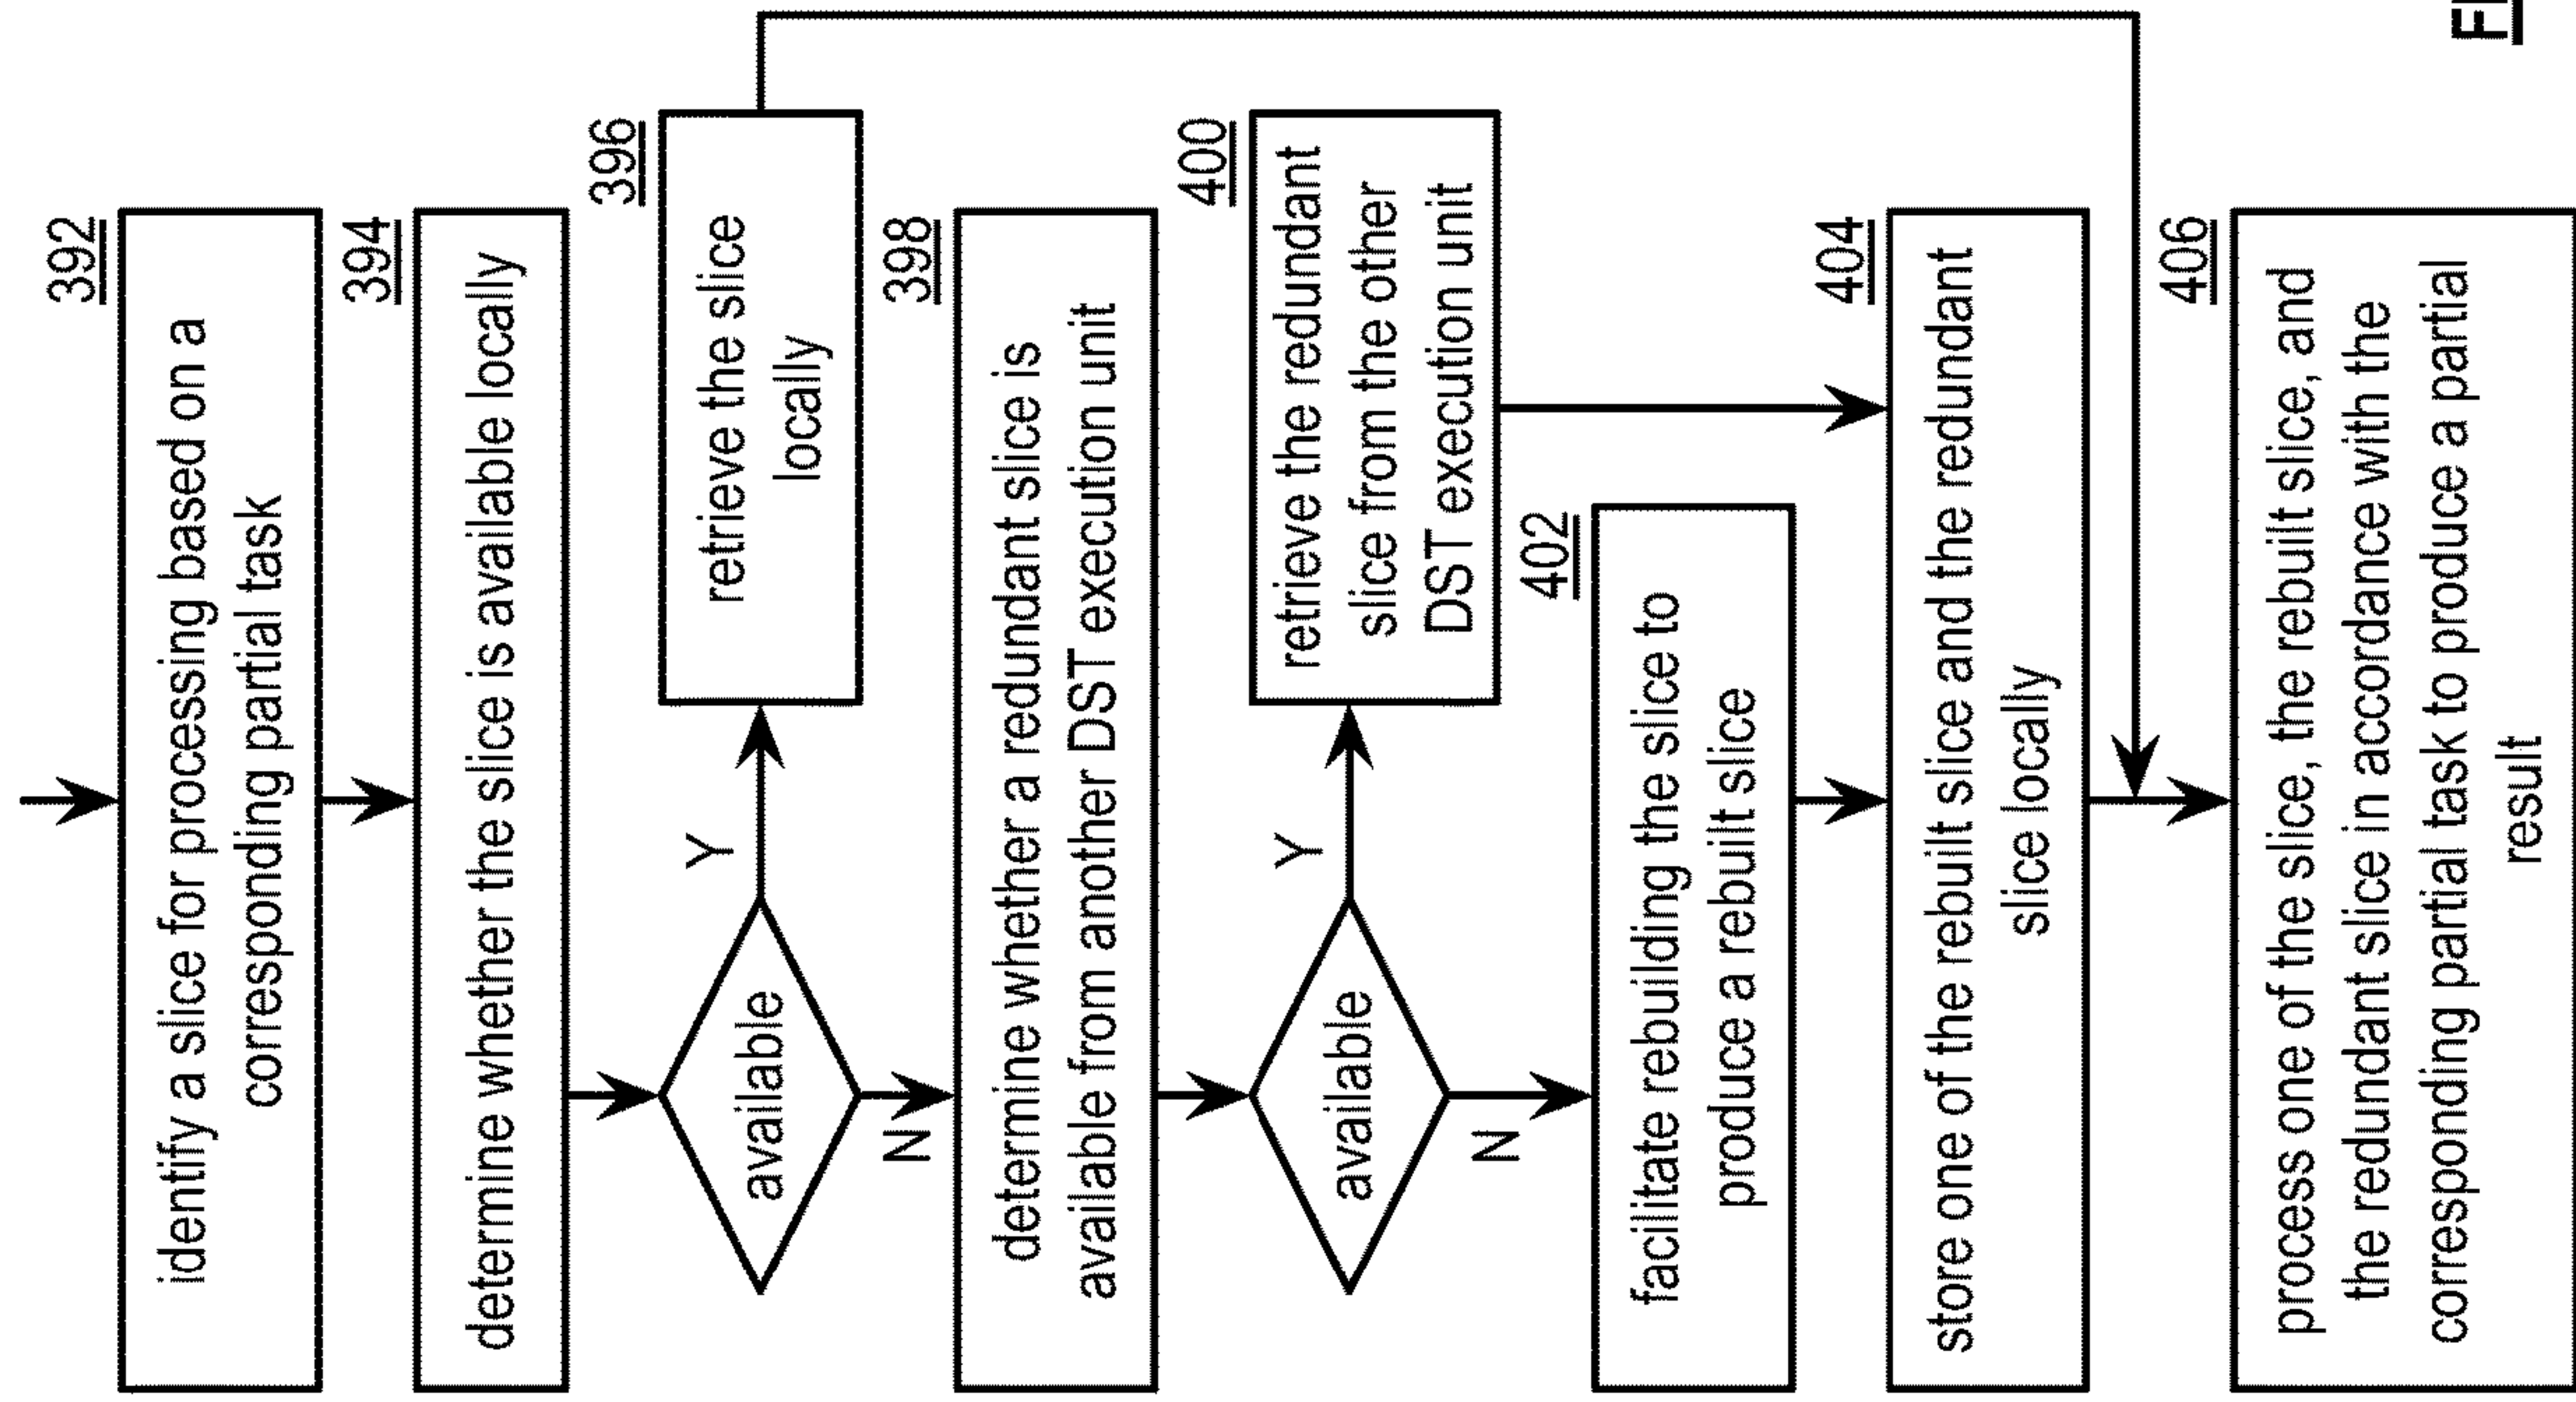 392
identify a slice for processing based on a
corresponding partial task
394
determine whether the slice is available locally
396
available
Y
retrieve the slice
locally
N
398
determine whether a redundant slice is
available from another DST execution unit
400
available
Y
retrieve the redundant
slice from the other
DST execution unit
N
402
facilitate rebuilding the slice to
produce a rebuilt slice
404
store one of the rebuilt slice and the redundant
slice locally
406
process one of the slice, the rebuilt slice, and
the redundant slice in accordance with the
corresponding partial task to produce a partial
result